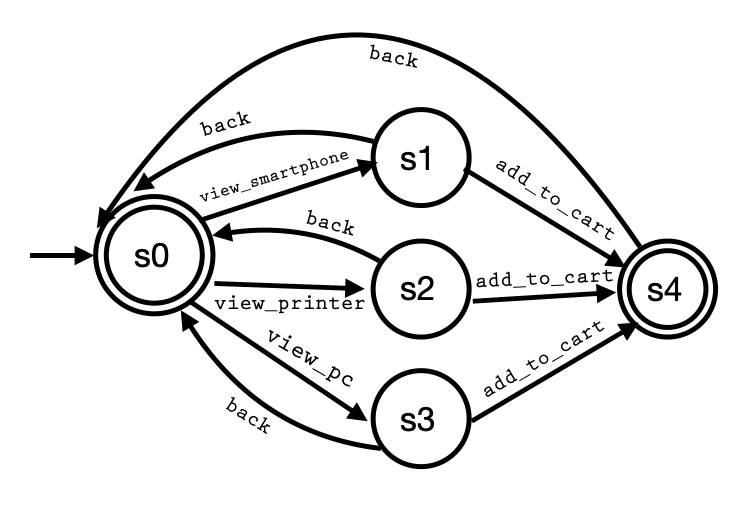 back
back
s1
view_smartphone
add_to_cart
s0
back
s2
add_to_cart
s4
view_printer
view_pc
add_to_cart
back
s3